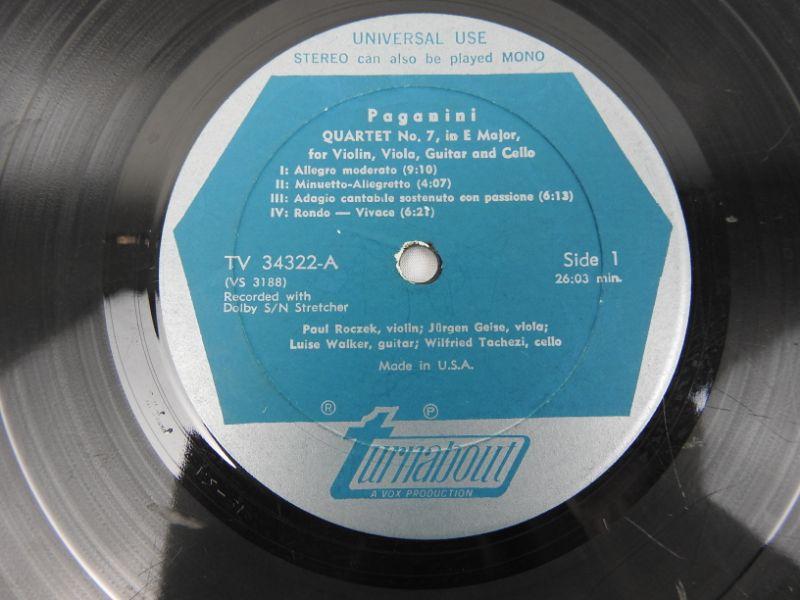 UNIVERSAL USE
STEREO can also be played MONO
Paganini
QUARTET No. 7, in E Major,
for Violin, Viola, Guitar and Cello
I: Allegro moderato (9:10)
II: Minuetto-Allegretto (4:07)
III: Adagio cantabile sostenuto con passione (6:13)
IV: Rondo — Vivace
TV 34322-A
(VS 3188)
Recorded with
Dolby S/N Stretcher
Side 1
26:03 min.
Paul Roczek, violin; Jürgen Geise, viola;
Luise Walker, guitar; Wilfried Tachezi, cello
Made in U.S.A.
® ℗
turnabout
A VOX PRODUCTION